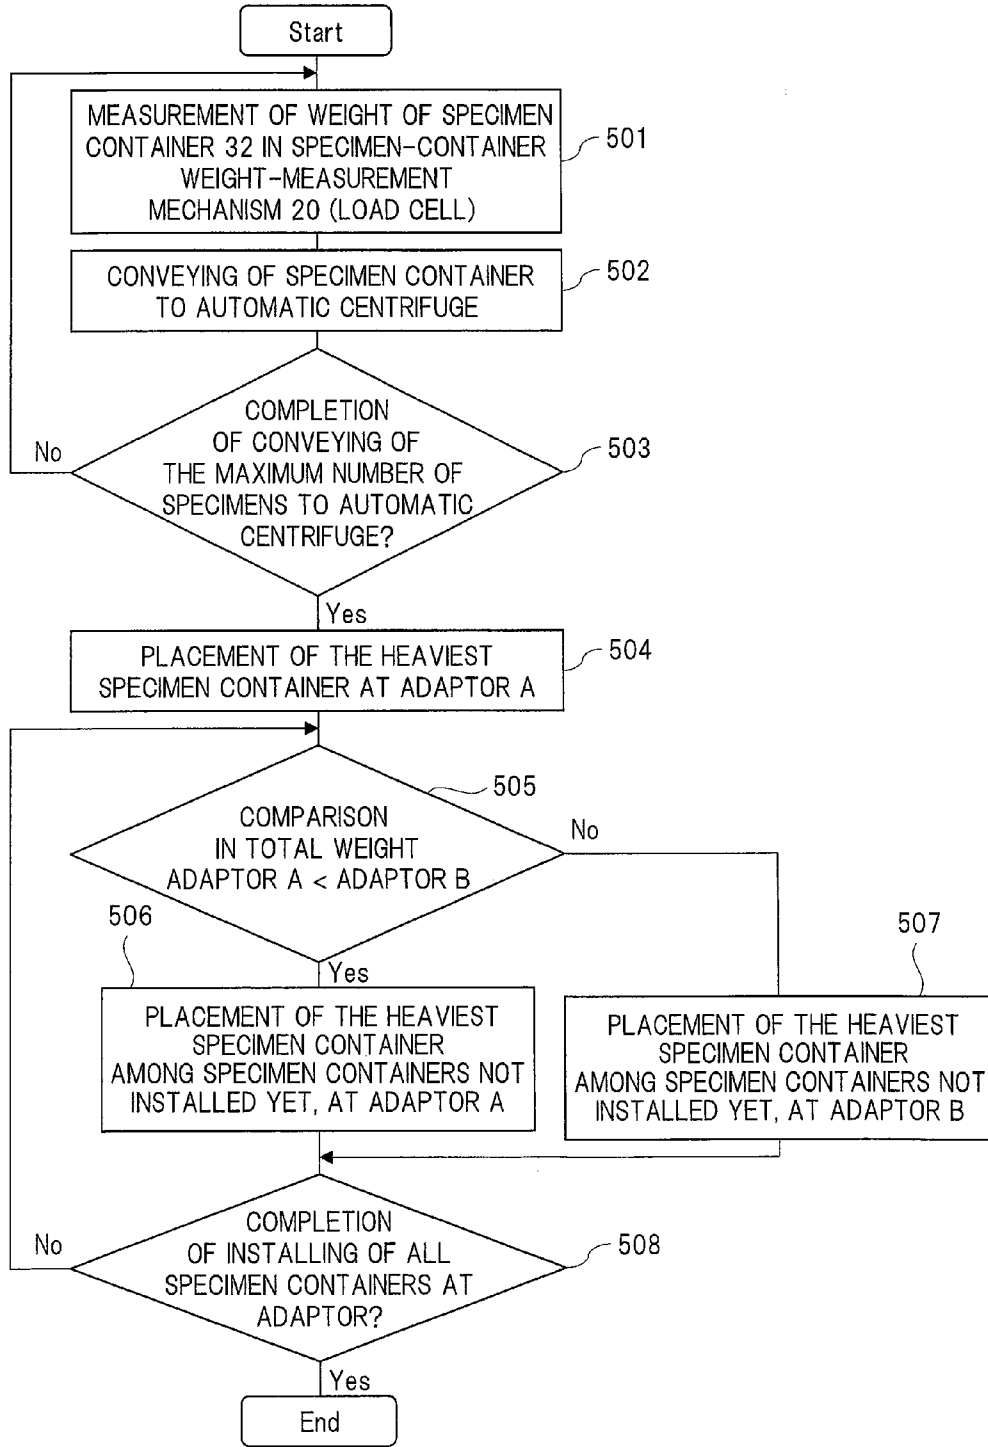 Start
MEASUREMENT OF WEIGHT OF SPECIMEN
CONTAINER 32 IN SPECIMEN-CONTAINER
WEIGHT-MEASUREMENT
MECHANISM 20 (LOAD CELL)
501
CONVEYING OF SPECIMEN CONTAINER
TO AUTOMATIC CENTRIFUGE
502
COMPLETION
OF CONVEYING OF
THE MAXIMUM NUMBER OF
SPECIMENS TO AUTOMATIC
CENTRIFUGE?
503
No
Yes
PLACEMENT OF THE HEAVIEST
SPECIMEN CONTAINER AT ADAPTOR A
504
COMPARISON
IN TOTAL WEIGHT
ADAPTOR A < ADAPTOR B
505
No
Yes
506
PLACEMENT OF THE HEAVIEST
SPECIMEN CONTAINER
AMONG SPECIMEN CONTAINERS NOT
INSTALLED YET, AT ADAPTOR A
507
PLACEMENT OF THE HEAVIEST
SPECIMEN CONTAINER
AMONG SPECIMEN CONTAINERS NOT
INSTALLED YET, AT ADAPTOR B
COMPLETION
OF INSTALLING OF ALL
SPECIMEN CONTAINERS AT
ADAPTOR?
508
No
Yes
End